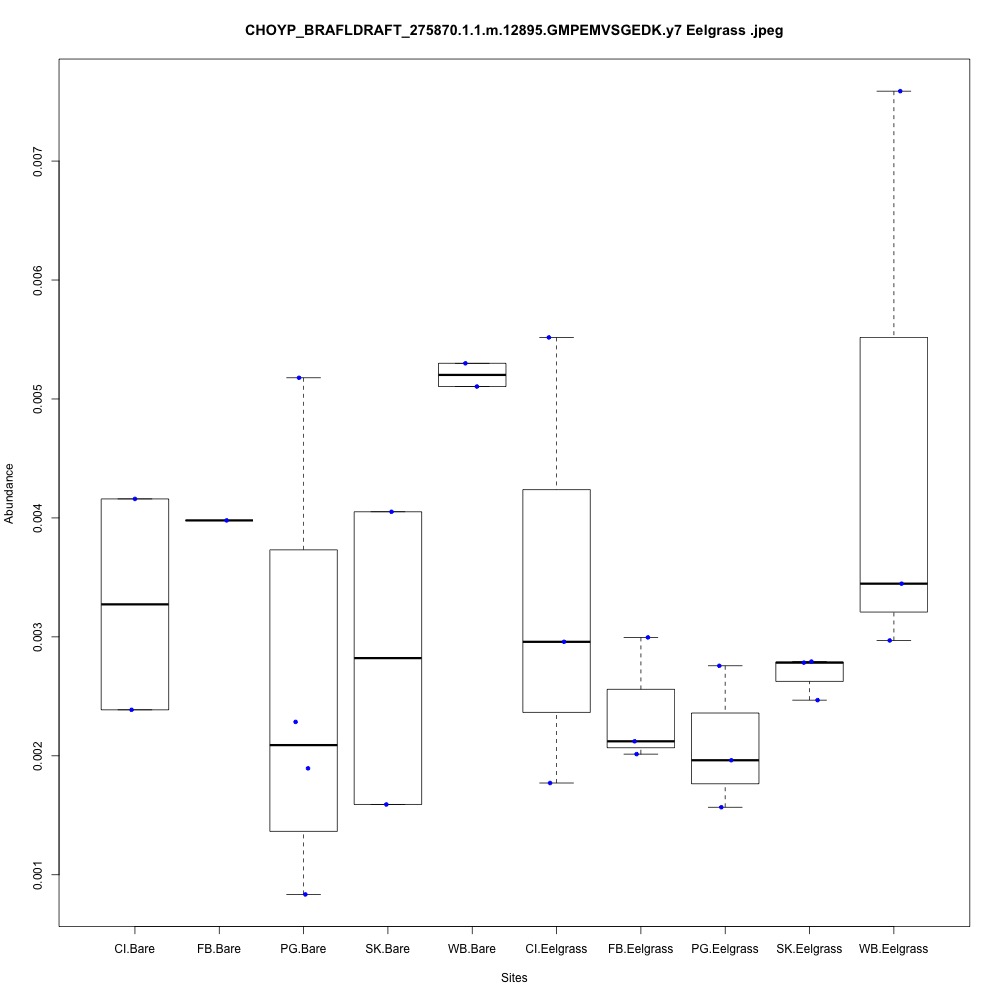 CHOYP_BRAFLDRAFT_275870.1.1.m.12895.GMPEMVSGEDK.y7 Eelgrass .jpeg
0.007
0.006
0.005
0.004
0.003
0.002
0.001
Abundance
CI.Bare FB.Bare PG.Bare SK.Bare WB.Bare CI.Eelgrass FB.Eelgrass PG.Eelgrass SK.Eelgrass WB.Eelgrass
Sites